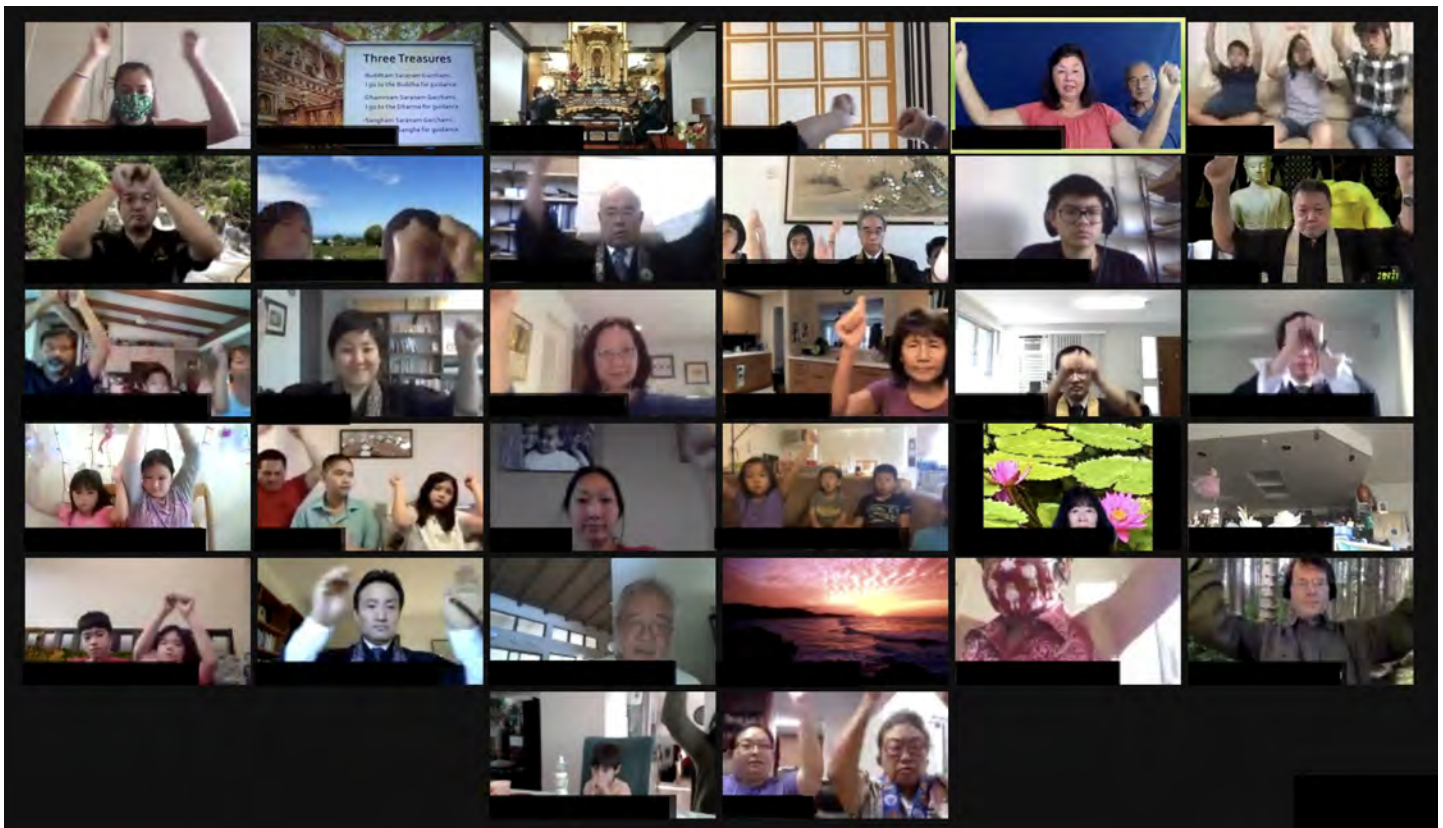 Three Treasures
-Buddham Saranam Gacchami.
I go to the Buddha for guidance.
-Dhammam Saranam Gacchami.
I go to the Dharma for guidance.
-Sangham Saranam Gacchami.
Sangha for guidance.